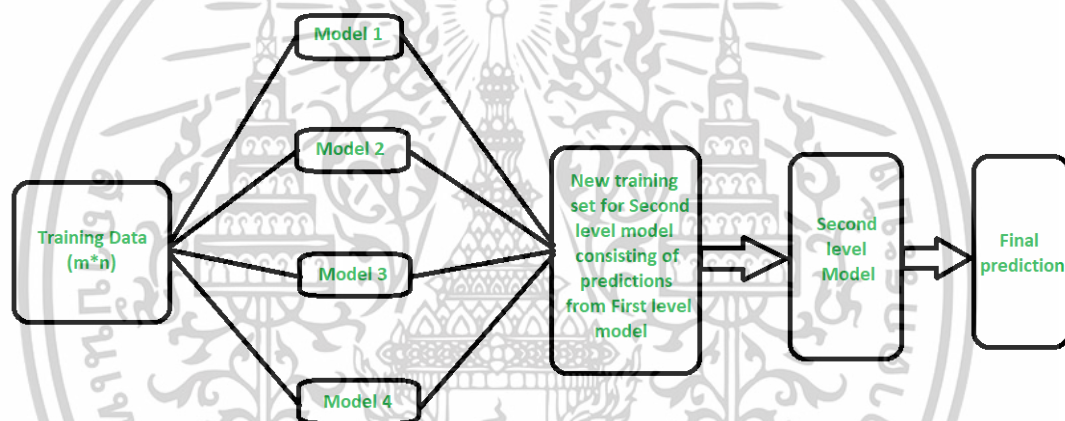 Model 1
Model 2
Training Data
(m*n)
Model 3
Model 4
New training
set for Second
level model
consisting of
predictions
from First level
model
Second
level
Model
Final
prediction